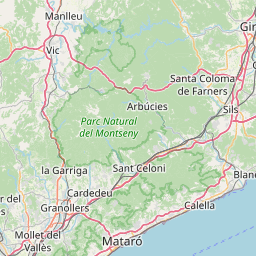 Manlleu
Gi
Vic
Santa Coloma
de Farners
Arbúcies
Sils
Parc Natural
del Montseny
Sant Celoni
la Garriga
Blan
Cardedeu
Calella
Granollers
Mollet del
Vallès
Mataró